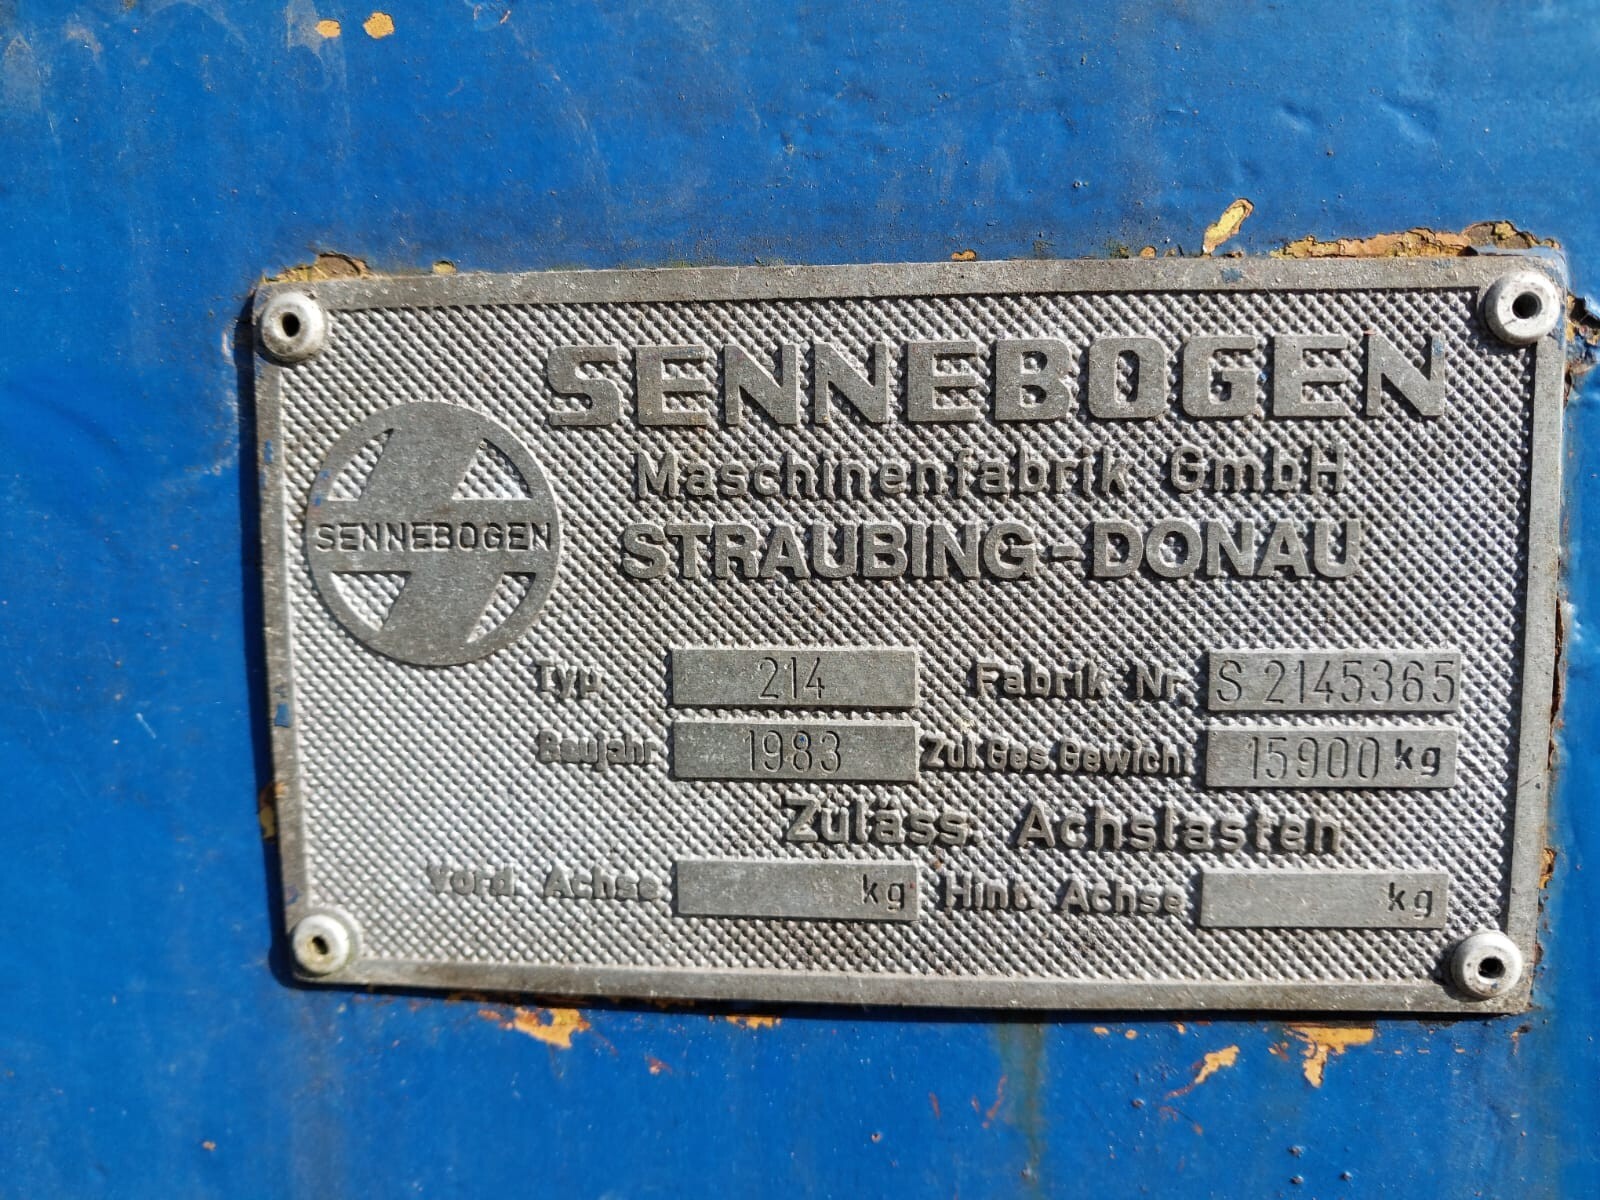 SENNEBOGEN
Maschinenfabrik GmbH
STRAUBING-DONAU
SENNEBOGEN
Typ 214 Fabrik Nr. S 2145365
Baujahr 1983 Zul. Ges. Gewicht 15900 kg
Zuläss. Achslasten
Vord. Achse kg Hint. Achse kg